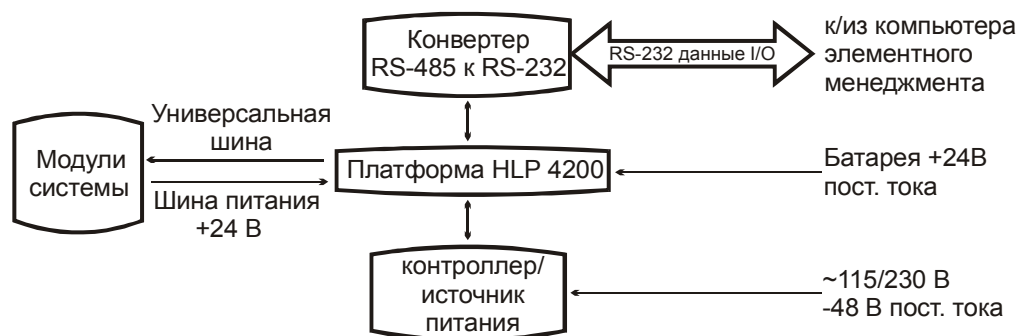 Конвертер
RS-485 к RS-232
RS-232 данные I/O
к/из компьютера
элементного
менеджмента
Универсальная
шина
Модули
системы
Шина питания
+24 В
Платформа HLP 4200
Батарея +24В
пост. тока
контроллер/
источник
питания
~115/230 В
-48 В пост. тока